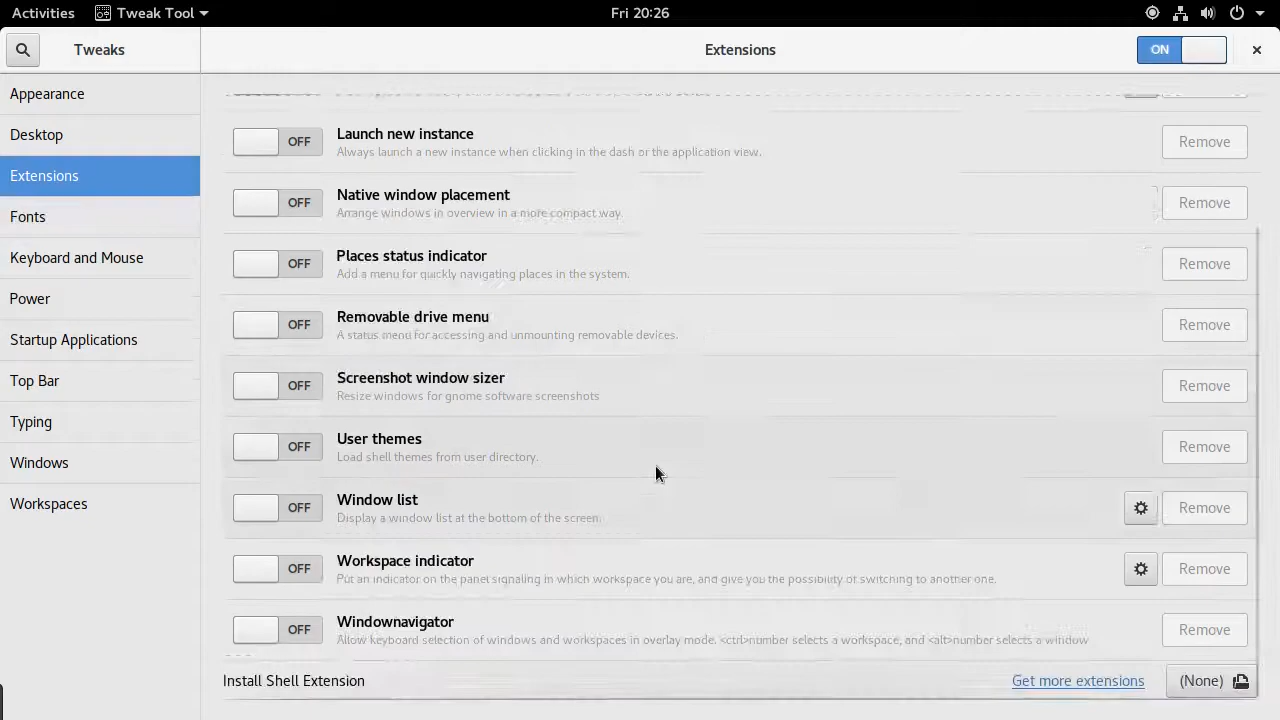 Activities Tweak Tool Fri 20:26
Tweaks Extensions ON
Appearance
Desktop
Extensions
Fonts
Keyboard and Mouse
Power
Startup Applications
Top Bar
Typing
Windows
Workspaces
OFF Launch new instance Remove
Always launch a new instance when clicking in the dash or the application view.
OFF Native window placement Remove
Arrange windows in overview in a more compact way.
OFF Places status indicator Remove
Add a menu for quickly navigating places in the system.
OFF Removable drive menu Remove
A status menu for accessing and unmounting removable devices.
OFF Screenshot window sizer Remove
Resize windows for gnome software screenshots
OFF User themes Remove
Load shell themes from user directory.
OFF Window list Remove
Display a window list at the bottom of the screen.
OFF Workspace indicator Remove
Put an indicator on the panel signaling in which workspace you are, and give you the possibility of switching to another one.
OFF Windownavigator Remove
Allow keyboard selection of windows and workspaces in overlay mode. <ctrl>number selects a workspace, and <alt>number selects a window
Install Shell Extension Get more extensions (None)